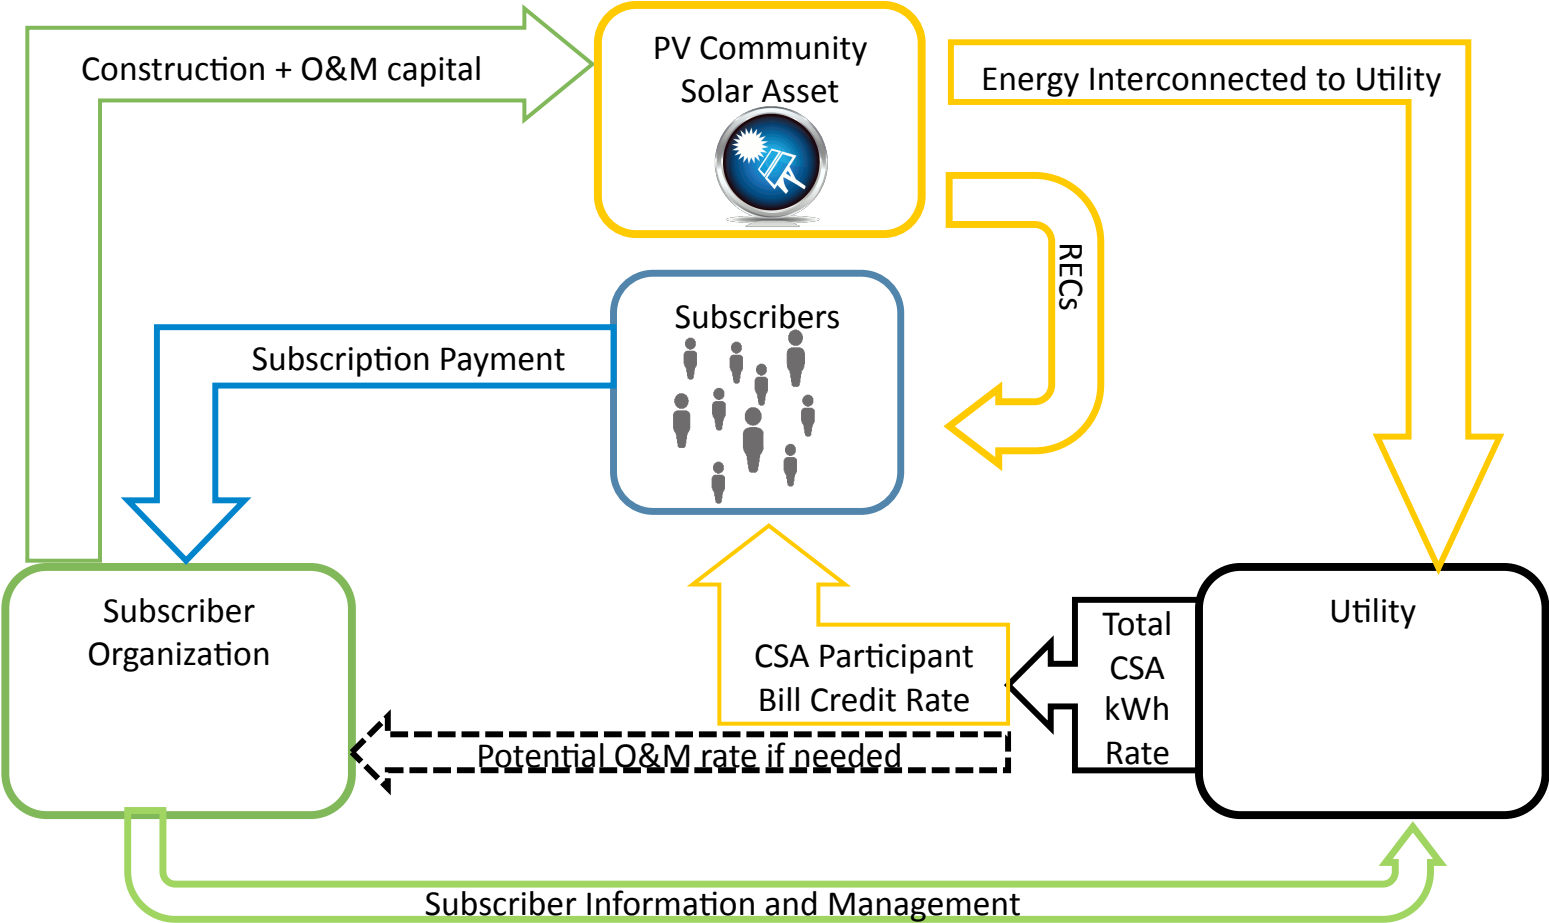 Construction + O&M capital
PV Community
Solar Asset
Energy Interconnected to Utility
RECs
Subscribers
Subscription Payment
Subscriber
Organization
Utility
Total
CSA
kWh
Rate
CSA Participant
Bill Credit Rate
Potential O&M rate if needed
Subscriber Information and Management